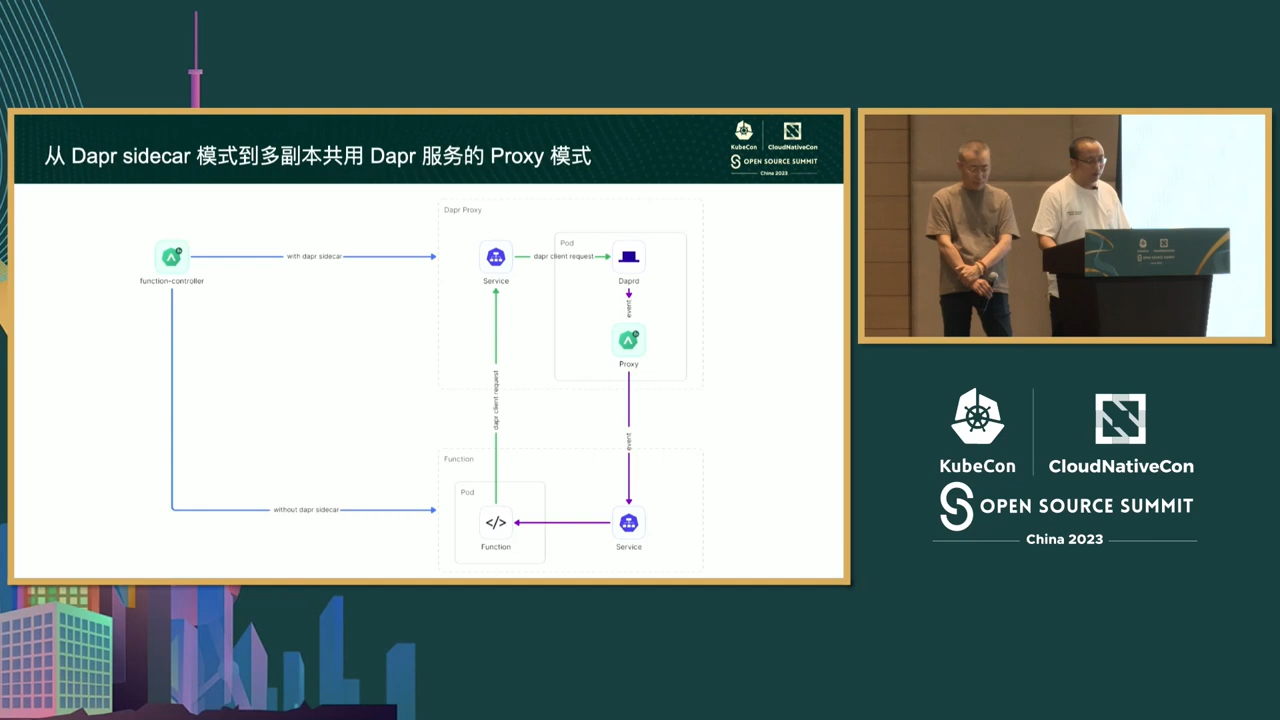 从 Dapr sidecar 模式到多副本共用 Dapr 服务的 Proxy 模式
KubeCon
CloudNativeCon
OPEN SOURCE SUMMIT
China 2023
Dapr Proxy
Pod
function-controller
with dapr sidecar
Service
dapr client request
Daprd
event
Proxy
dapr client request
event
Function
Pod
without dapr sidecar
</>
Function
Service
KubeCon
CloudNativeCon
OPEN SOURCE SUMMIT
China 2023